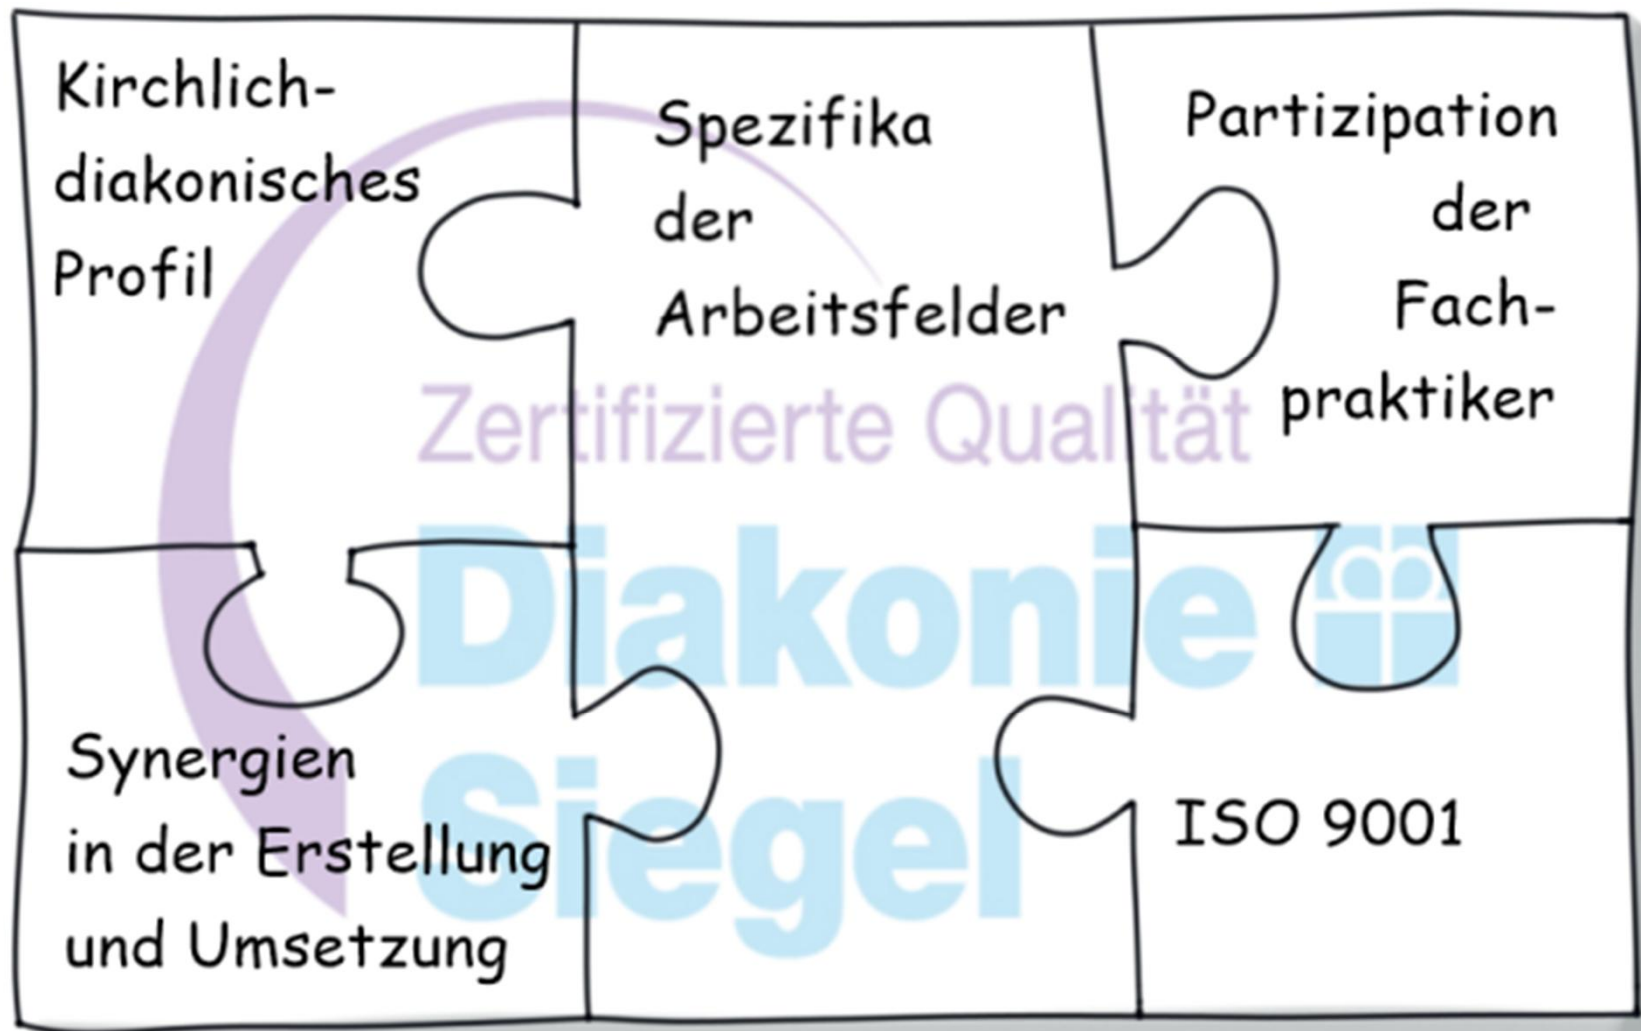 Kirchlich-
diakonisches
Profil
Spezifika
der
Arbeitsfelder
Partizipation
der
Fach-
praktiker
Zertifizierte Qualität
Diakonie
Siegel
Synergien
in der Erstellung
und Umsetzung
ISO 9001